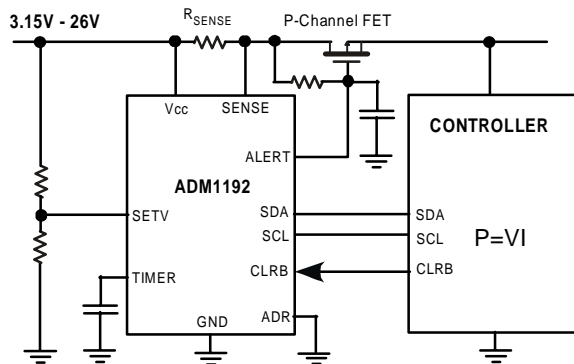 3.15V - 26V
RSENSE
P-Channel FET
Vcc
SENSE
ALERT
CONTROLLER
ADM1192
SETV
SDA
SDA
SCL
SCL
P=VI
TIMER
CLRB
CLRB
GND
ADR